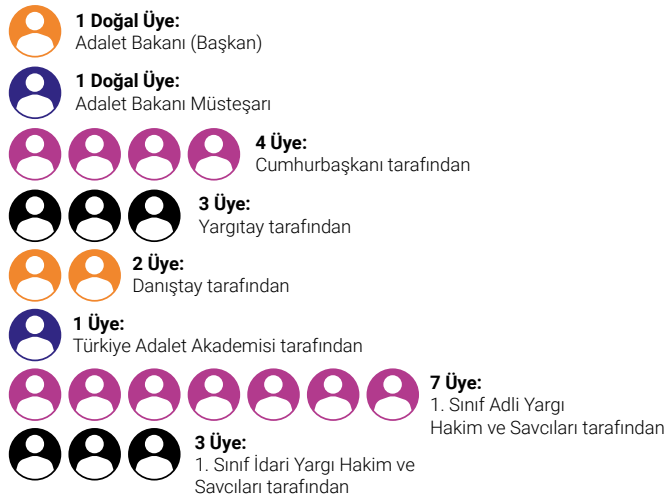 1 Doğal Üye:
Adalet Bakanı (Başkan)
1 Doğal Üye:
Adalet Bakanı Müsteşarı
4 Üye:
Cumhurbaşkanı tarafından
3 Üye:
Yargıtay tarafından
2 Üye:
Danıştay tarafından
1 Üye:
Türkiye Adalet Akademisi tarafından
7 Üye:
1. Sınıf Adli Yargı
Hakim ve Savcıları tarafından
3 Üye:
1. Sınıf İdari Yargı Hakim ve
Savcıları tarafından